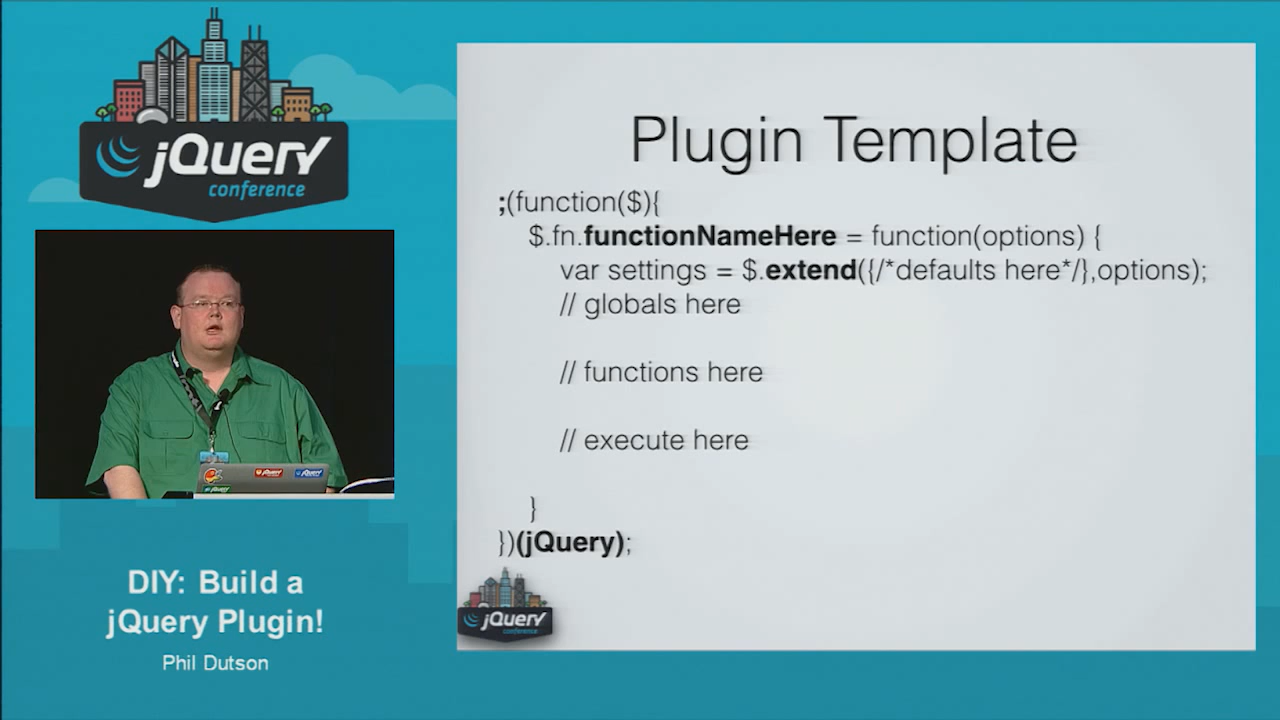 jQuery
conference
DIY: Build a
jQuery Plugin!
Phil Dutson
Plugin Template
;(function($){
$.fn.functionNameHere = function(options) {
var settings = $.extend({/*defaults here*/},options);
// globals here
// functions here
// execute here
}
})(jQuery);
jQuery
conference